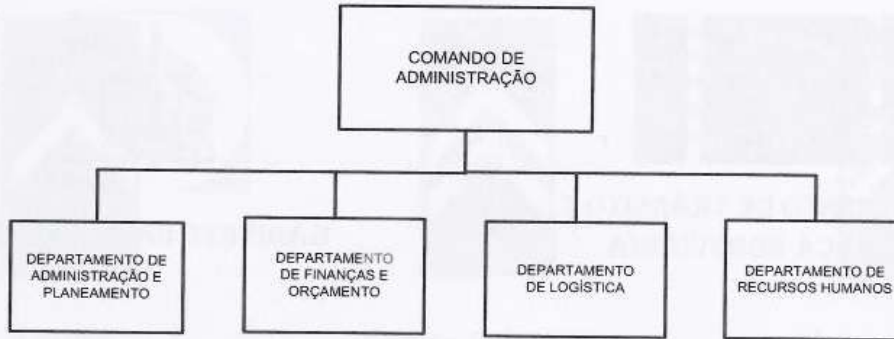 COMANDO DE
ADMINISTRAÇÃO
DEPARTAMENTO DE
ADMINISTRAÇÃO E
PLANEAMENTO
DEPARTAMENTO
DE FINANÇAS E
ORÇAMENTO
DEPARTAMENTO
DE LOGÍSTICA
DEPARTAMENTO DE
RECURSOS HUMANOS